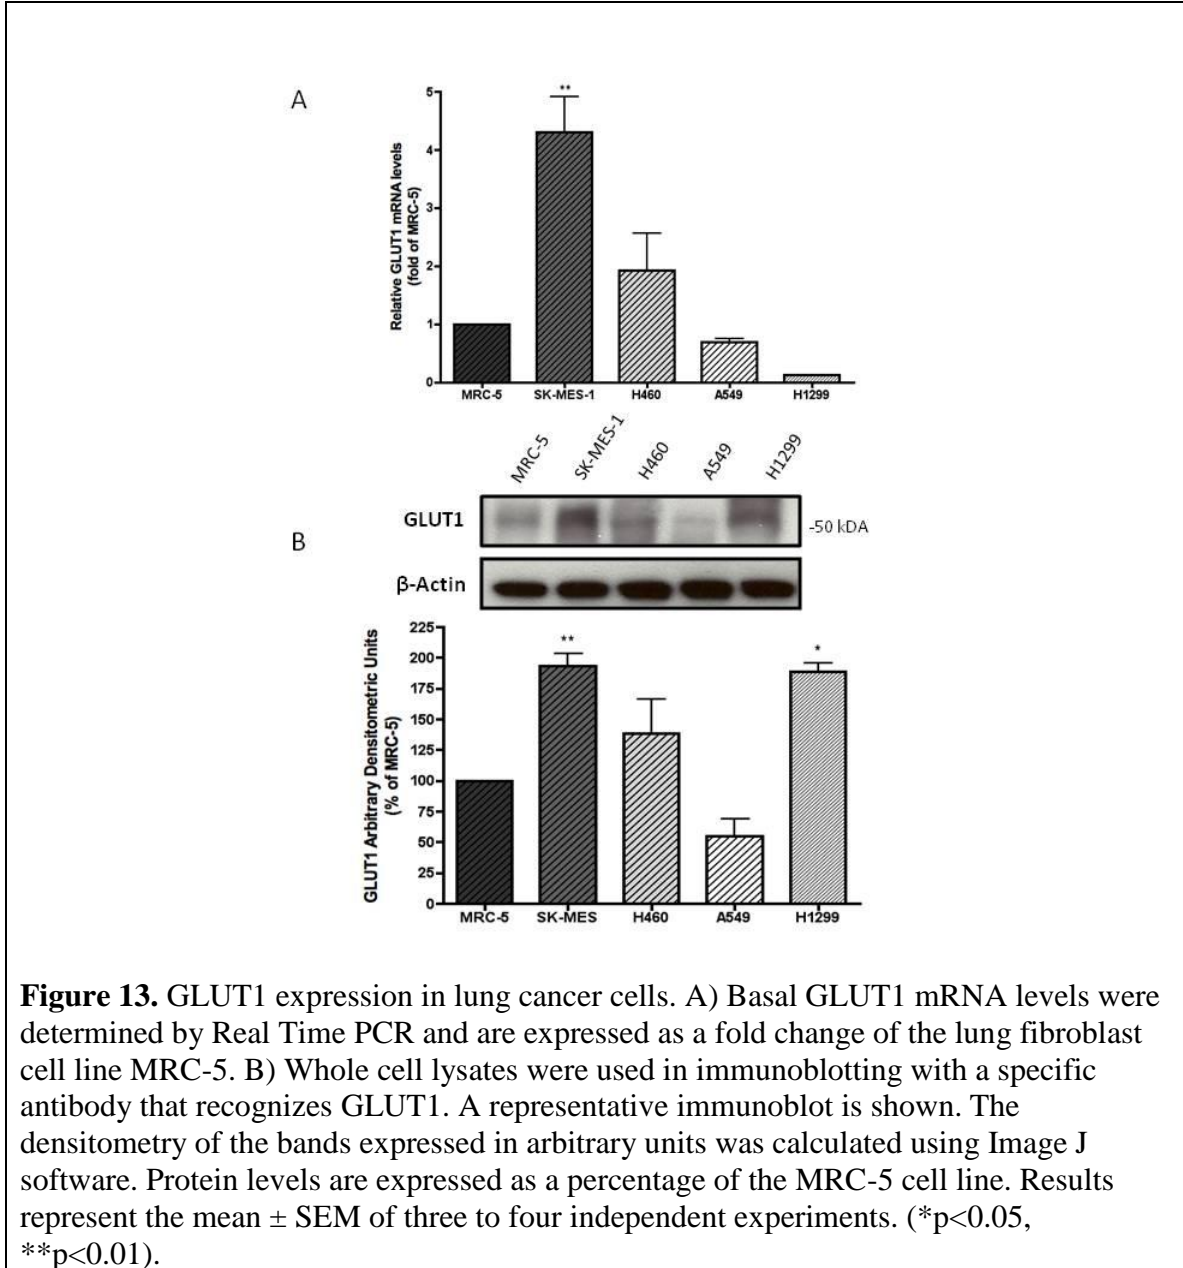 A
**
5
4
3
2
1
0
Relative GLUT1 mRNA levels
(fold of MRC-5)
MRC-5 SK-MES-1 H460 A549 H1299
MRC-5 SK-MES-1 H460 A549 H1299
GLUT1
-50 kDA
B
β-Actin
GLUT1 Arbitrary Densitometric Units
(% of MRC-5)
225
200
175
150
125
100
75
50
25
0
**
*
MRC-5 SK-MES H460 A549 H1299
Figure 13. GLUT1 expression in lung cancer cells. A) Basal GLUT1 mRNA levels were
determined by Real Time PCR and are expressed as a fold change of the lung fibroblast
cell line MRC-5. B) Whole cell lysates were used in immunoblotting with a specific
antibody that recognizes GLUT1. A representative immunoblot is shown. The
densitometry of the bands expressed in arbitrary units was calculated using Image J
software. Protein levels are expressed as a percentage of the MRC-5 cell line. Results
represent the mean ± SEM of three to four independent experiments. (*p<0.05,
**p<0.01).